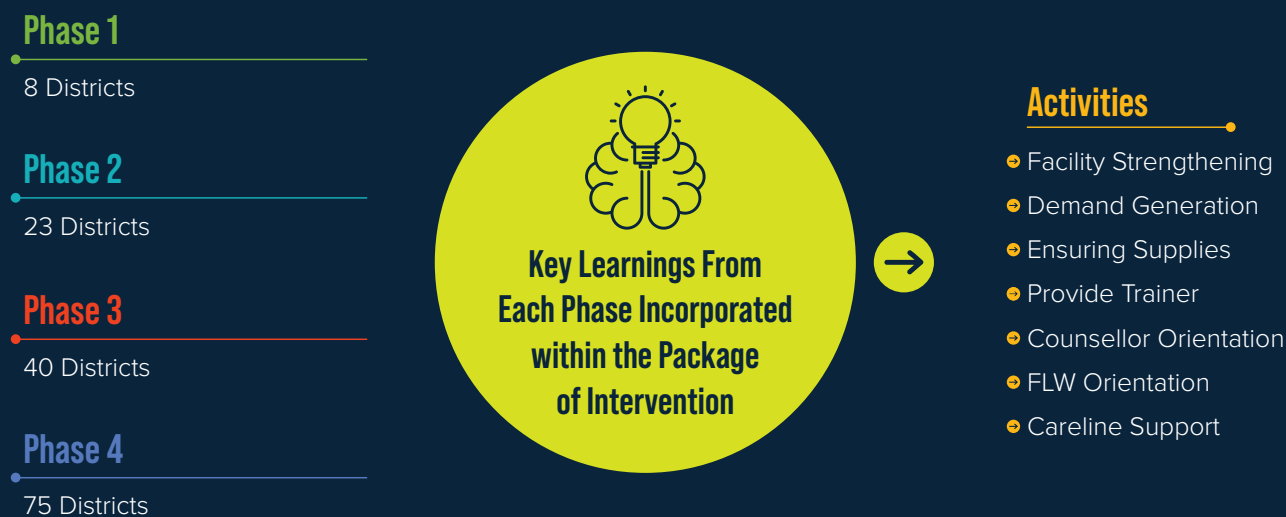 Phase 1
8 Districts
Phase 2
23 Districts
Phase 3
40 Districts
Phase 4
75 Districts
Key Learnings From
Each Phase Incorporated
within the Package
of Intervention
Activities
Facility Strengthening
Demand Generation
Ensuring Supplies
Provide Trainer
Counsellor Orientation
FLW Orientation
Careline Support